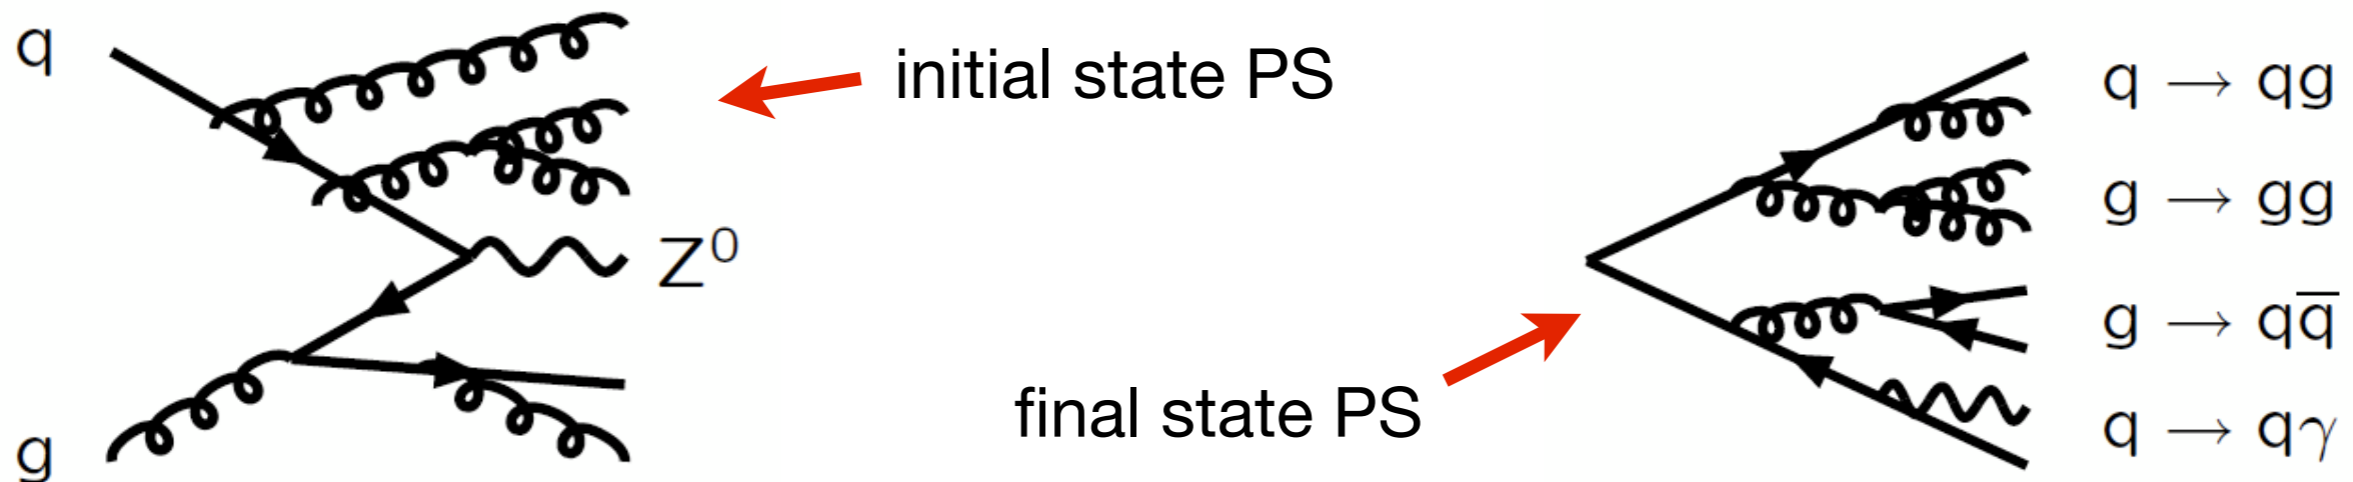 q
initial state PS
Z⁰
g
final state PS
q → qg
g → gg
g → qq̅
q → qγ